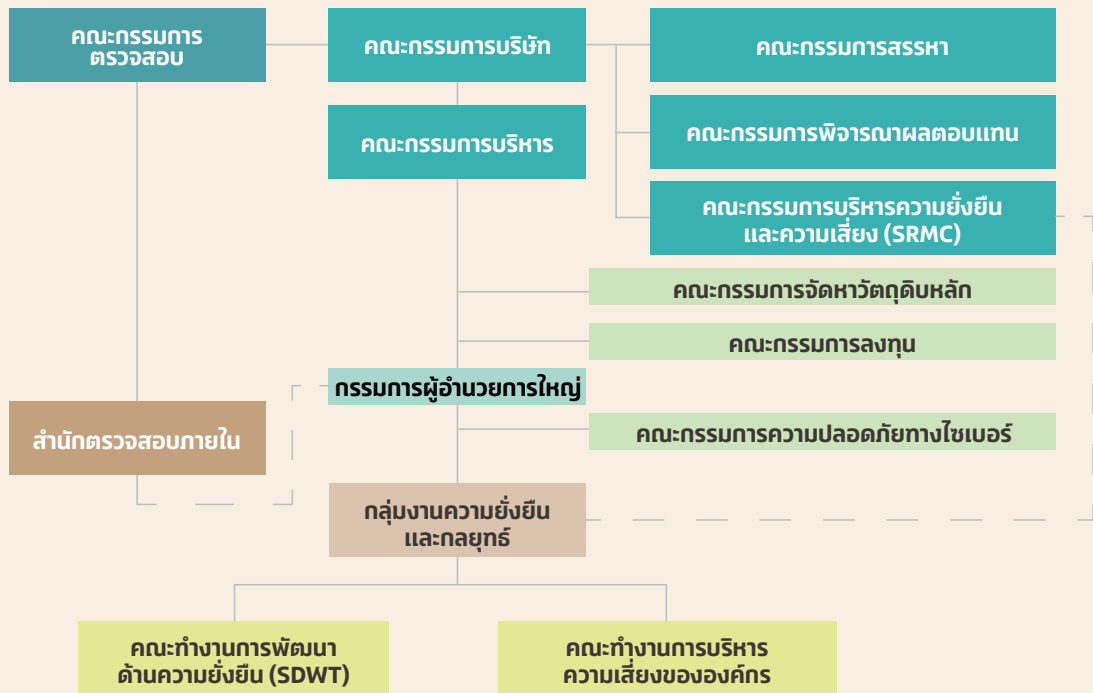 คณะกรรมการ
ตรวจสอบ
คณะกรรมการบริษัท
คณะกรรมการสรรหา
คณะกรรมการบริหาร
คณะกรรมการพิจารณาผลตอบแทน
คณะกรรมการบริหารความยั่งยืน
และความเสี่ยง (SRMC)
คณะกรรมการจัดหาวัตถุดิบหลัก
คณะกรรมการลงทุน
กรรมการผู้อำนวยการใหญ่
สำนักตรวจสอบภายใน
คณะกรรมการความปลอดภัยทางไซเบอร์
กลุ่มงานความยั่งยืน
และกลยุทธ์
คณะทำงานการพัฒนา
ด้านความยั่งยืน (SDWT)
คณะทำงานการบริหาร
ความเสี่ยงขององค์กร